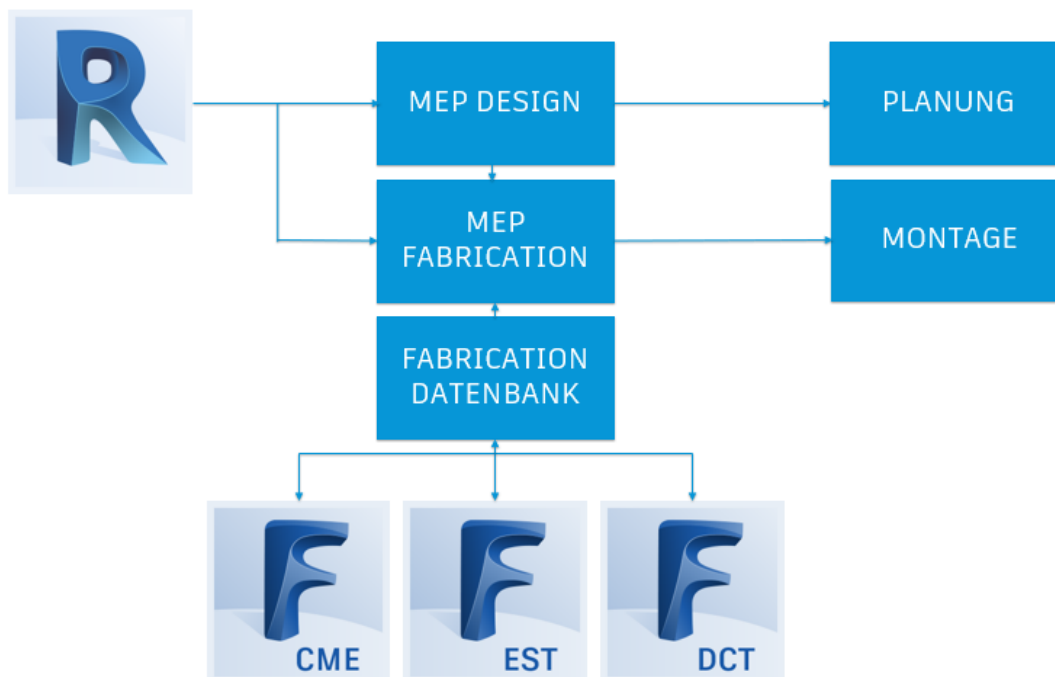 R
MEP DESIGN
PLANUNG
MEP
FABRICATION
MONTAGE
FABRICATION
DATENBANK
F
CME
F
EST
F
DCT